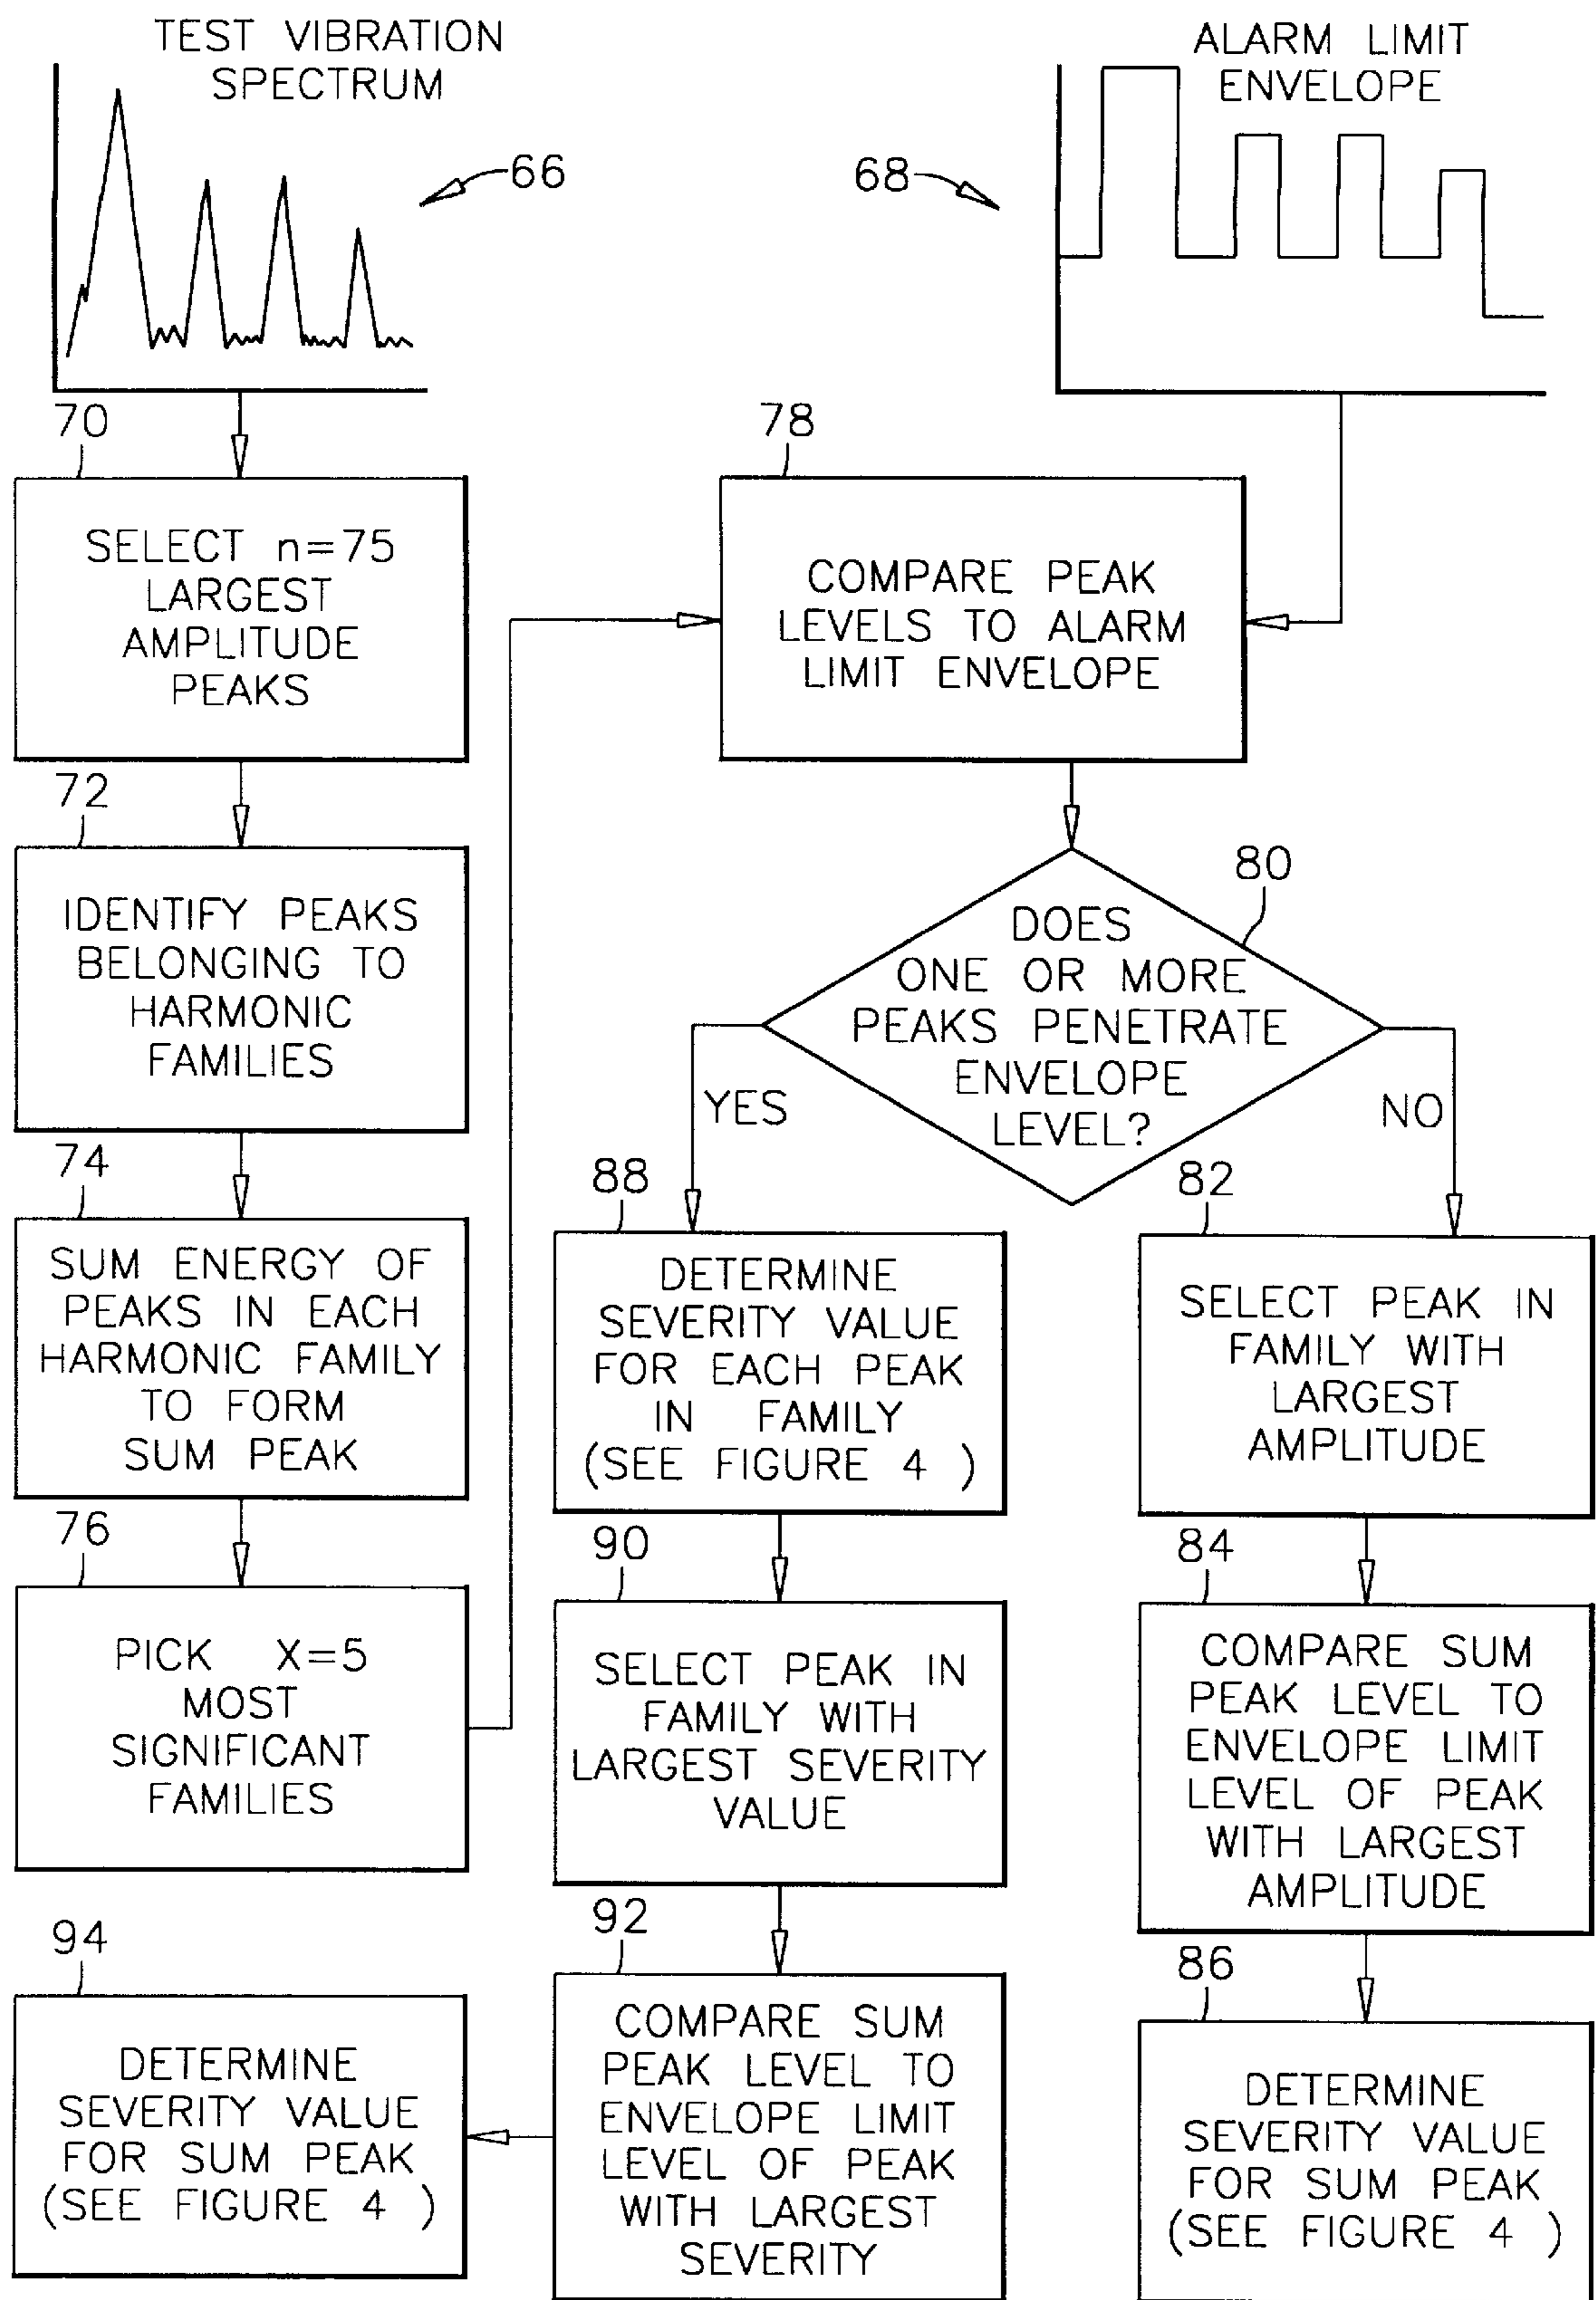 TEST VIBRATION
SPECTRUM
66
ALARM LIMIT
ENVELOPE
68
70
SELECT n=75
LARGEST
AMPLITUDE
PEAKS
72
IDENTIFY PEAKS
BELONGING TO
HARMONIC
FAMILIES
74
SUM ENERGY OF
PEAKS IN EACH
HARMONIC FAMILY
TO FORM
SUM PEAK
76
PICK X=5
MOST
SIGNIFICANT
FAMILIES
78
COMPARE PEAK
LEVELS TO ALARM
LIMIT ENVELOPE
80
DOES
ONE OR MORE
PEAKS PENETRATE
ENVELOPE
LEVEL?
YES
NO
88
DETERMINE
SEVERITY VALUE
FOR EACH PEAK
IN FAMILY
(SEE FIGURE 4 )
90
SELECT PEAK IN
FAMILY WITH
LARGEST SEVERITY
VALUE
92
COMPARE SUM
PEAK LEVEL TO
ENVELOPE LIMIT
LEVEL OF PEAK
WITH LARGEST
SEVERITY
94
DETERMINE
SEVERITY VALUE
FOR SUM PEAK
(SEE FIGURE 4 )
82
SELECT PEAK IN
FAMILY WITH
LARGEST
AMPLITUDE
84
COMPARE SUM
PEAK LEVEL TO
ENVELOPE LIMIT
LEVEL OF PEAK
WITH LARGEST
AMPLITUDE
86
DETERMINE
SEVERITY VALUE
FOR SUM PEAK
(SEE FIGURE 4 )